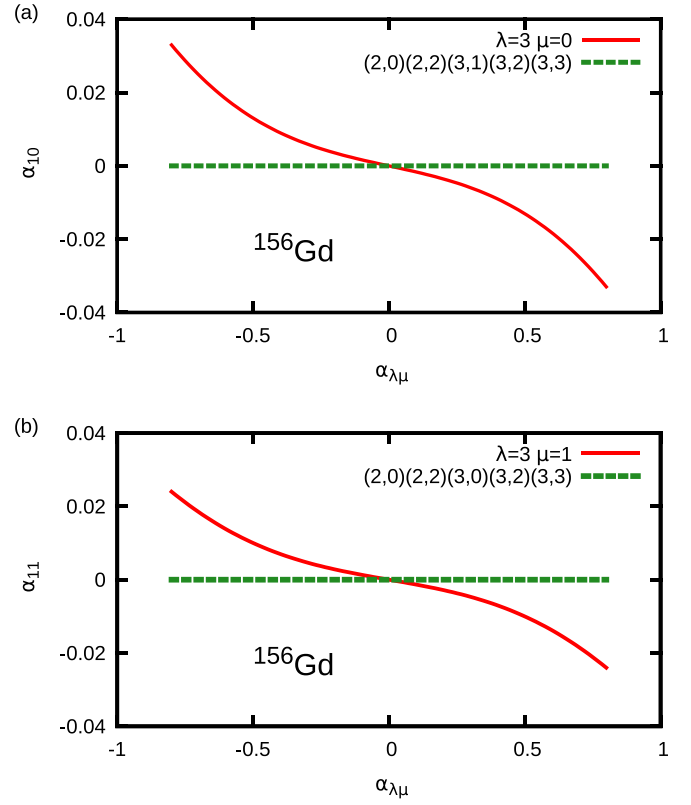 (a)
0.04
0.02
0
-0.02
-0.04
α₁₀
λ=3 μ=0
(2,0)(2,2)(3,1)(3,2)(3,3)
¹⁵⁶Gd
-1 -0.5 0 0.5 1
α_λμ
(b)
0.04
0.02
0
-0.02
-0.04
α₁₁
λ=3 μ=1
(2,0)(2,2)(3,0)(3,2)(3,3)
¹⁵⁶Gd
-1 -0.5 0 0.5 1
α_λμ